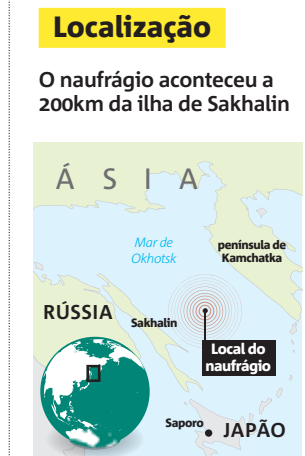 Localização
O naufrágio aconteceu a
200km da ilha de Sakhalin
ÁSIA
Mar de
Okhotsk
península de
Kamchatka
RÚSSIA
Sakhalin
Local do
naufrágio
Saporo
JAPÃO